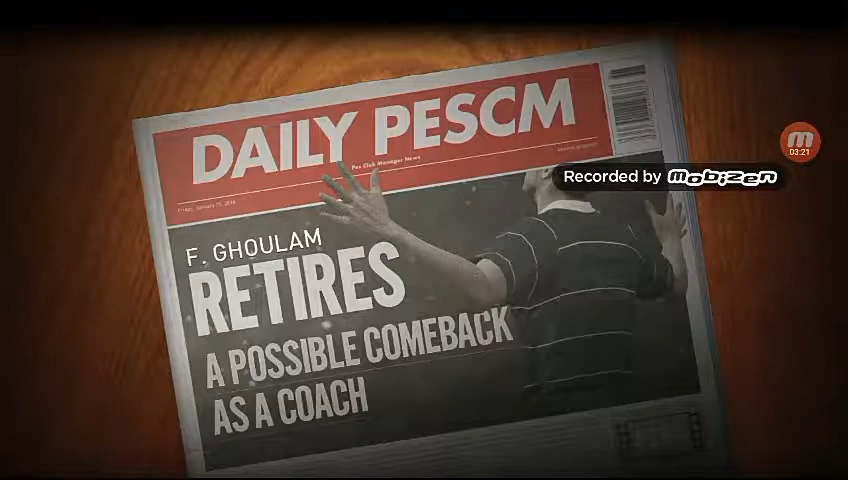 DAILY PESCM
Pes Club Manager News
F. GHOULAM
RETIRES
A POSSIBLE COMEBACK
AS A COACH
Recorded by mobizen
03:21